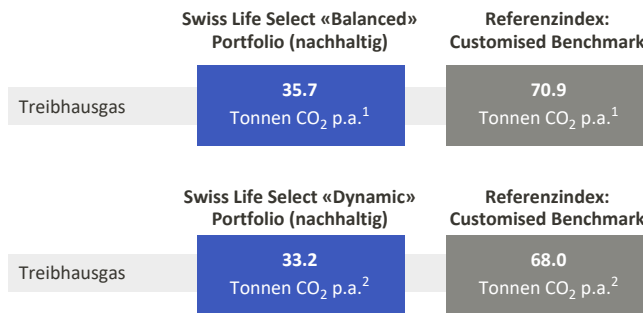 Swiss Life Select «Balanced»
Portfolio (nachhaltig)
Referenzindex:
Customised Benchmark
Treibhausgas
35.7
Tonnen CO₂ p.a.¹
70.9
Tonnen CO₂ p.a.¹
Swiss Life Select «Dynamic»
Portfolio (nachhaltig)
Referenzindex:
Customised Benchmark
Treibhausgas
33.2
Tonnen CO₂ p.a.²
68.0
Tonnen CO₂ p.a.²